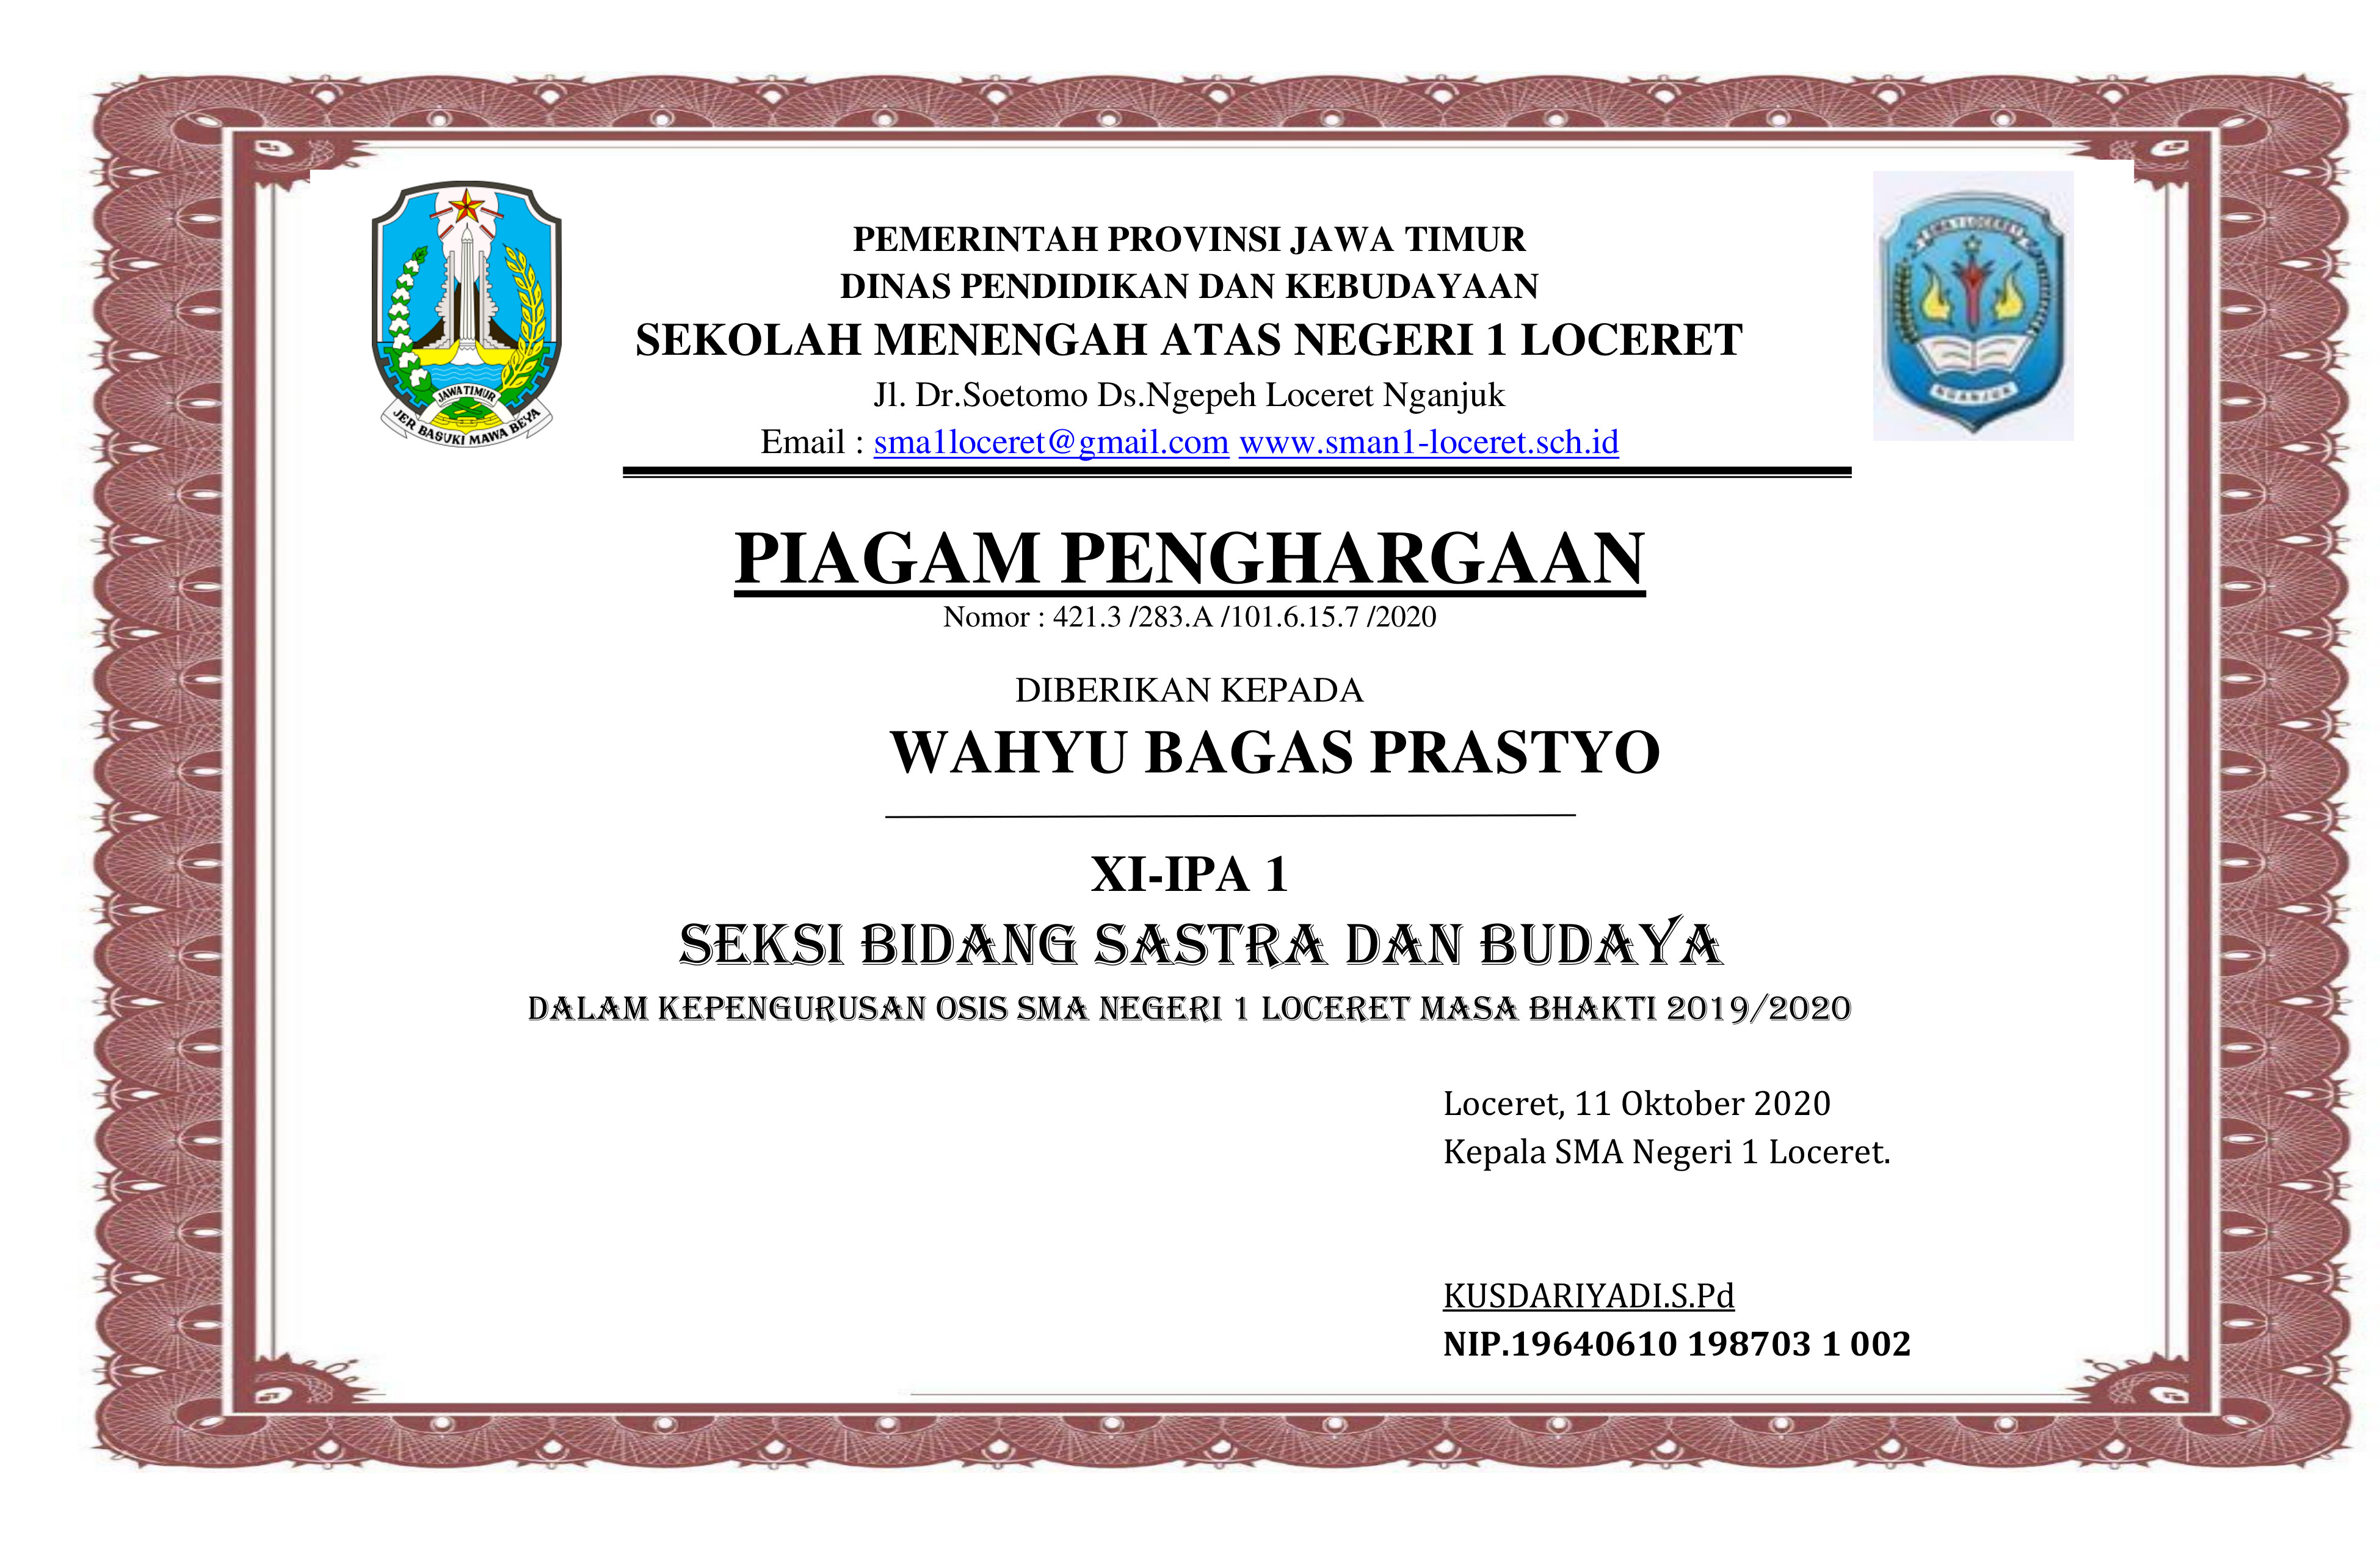 PEMERINTAH PROVINSI JAWA TIMUR
DINAS PENDIDIKAN DAN KEBUDAYAAN
SEKOLAH MENENGAH ATAS NEGERI 1 LOCERET
Jl. Dr.Soetomo Ds.Ngepeh Loceret Nganjuk
Email : sma1loceret@gmail.com www.sman1-loceret.sch.id
JAWA TIMUR
JER BASUKI MAWA BEYA
SMA 1 LOCERET
NGANJUK
PIAGAM PENGHARGAAN
Nomor : 421.3 /283.A /101.6.15.7 /2020
DIBERIKAN KEPADA
WAHYU BAGAS PRASTYO
XI-IPA 1
SEKSI BIDANG SASTRA DAN BUDAYA
DALAM KEPENGURUSAN OSIS SMA NEGERI 1 LOCERET MASA BHAKTI 2019/2020
Loceret, 11 Oktober 2020
Kepala SMA Negeri 1 Loceret.
KUSDARIYADI.S.Pd
NIP.19640610 198703 1 002